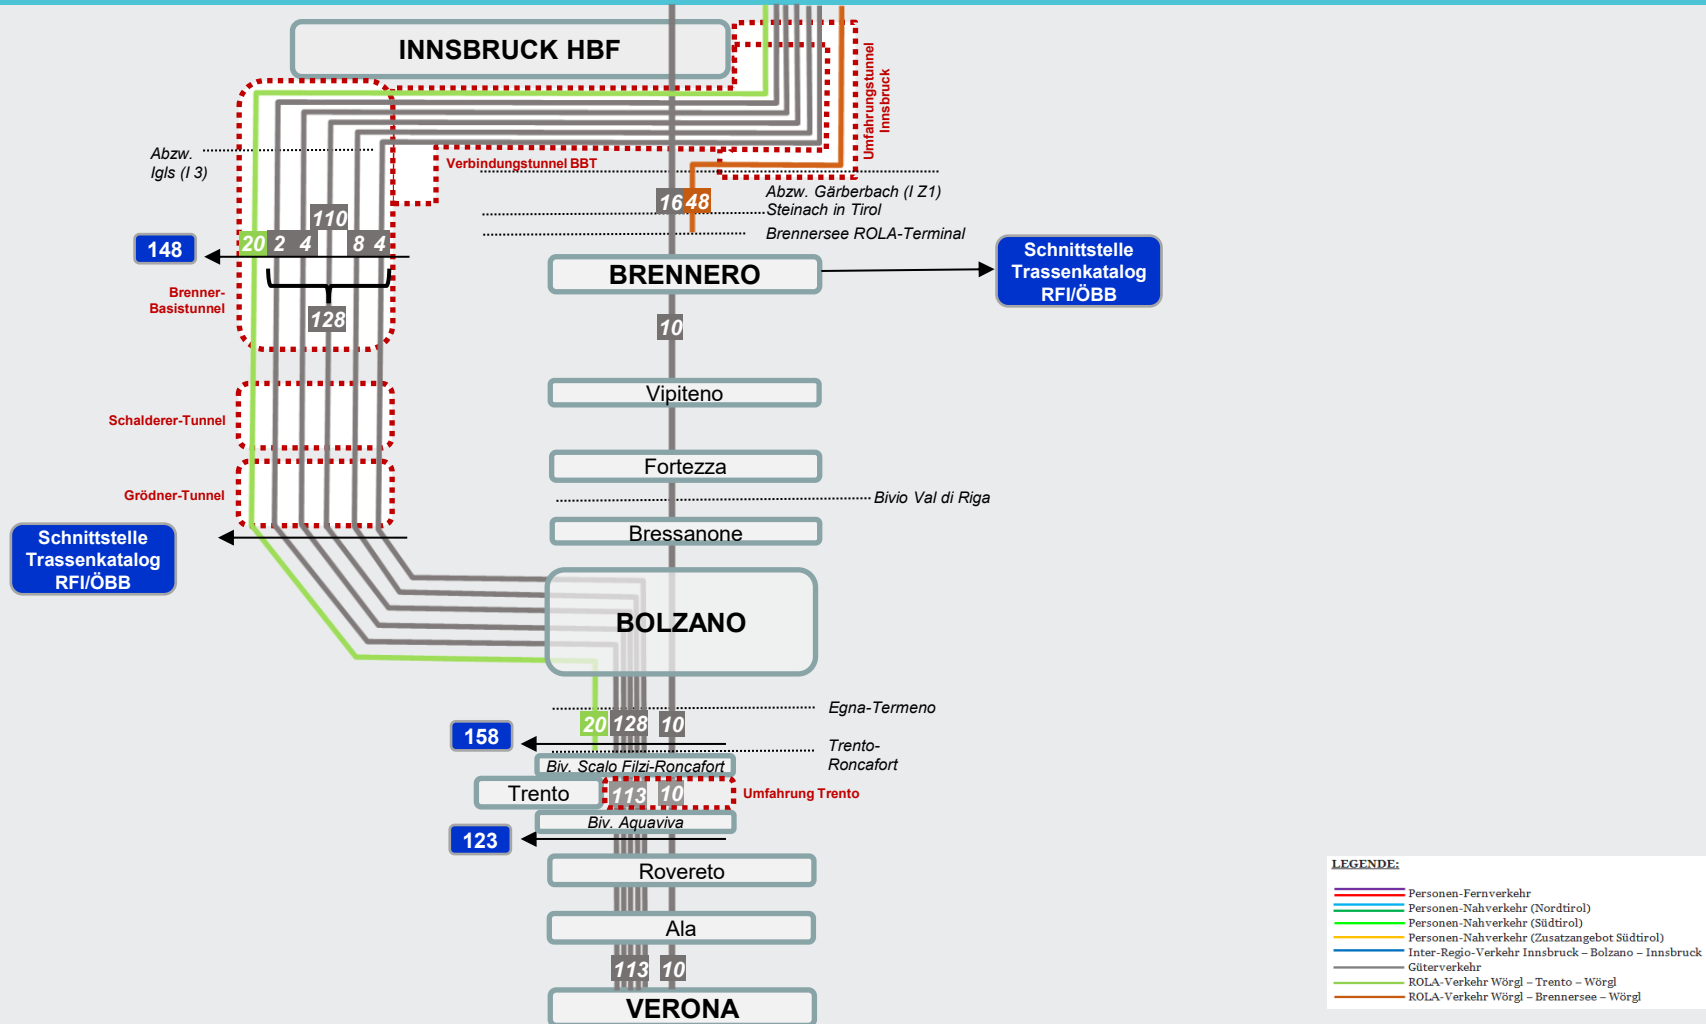 INNSBRUCK HBF
Umfahrungstunnel
Innsbruck
Abzw.
Igls (I 3)
Verbindungstunnel BBT
16
48
Abzw. Gärberbach (I Z1)
Steinach in Tirol
Brennersee ROLA-Terminal
110
148
20
2
4
8
4
Schnittstelle
Trassenkatalog
RFI/ÖBB
BRENNERO
Brenner-
Basistunnel
128
10
Vipiteno
Schalderer-Tunnel
Fortezza
Grödner-Tunnel
Bivio Val di Riga
Bressanone
Schnittstelle
Trassenkatalog
RFI/ÖBB
BOLZANO
Egna-Termeno
20
128
10
158
Trento-
Roncafort
Biv. Scalo Filzi-Roncafort
Trento
113
10
Umfahrung Trento
Biv. Aquaviva
123
Rovereto
Ala
113
10
VERONA
LEGENDE:
Personen-Fernverkehr
Personen-Nahverkehr (Nordtirol)
Personen-Nahverkehr (Südtirol)
Personen-Nahverkehr (Zusatzangebot Südtirol)
Inter-Regio-Verkehr Innsbruck – Bolzano – Innsbruck
Güterverkehr
ROLA-Verkehr Wörgl – Trento – Wörgl
ROLA-Verkehr Wörgl – Brennersee – Wörgl